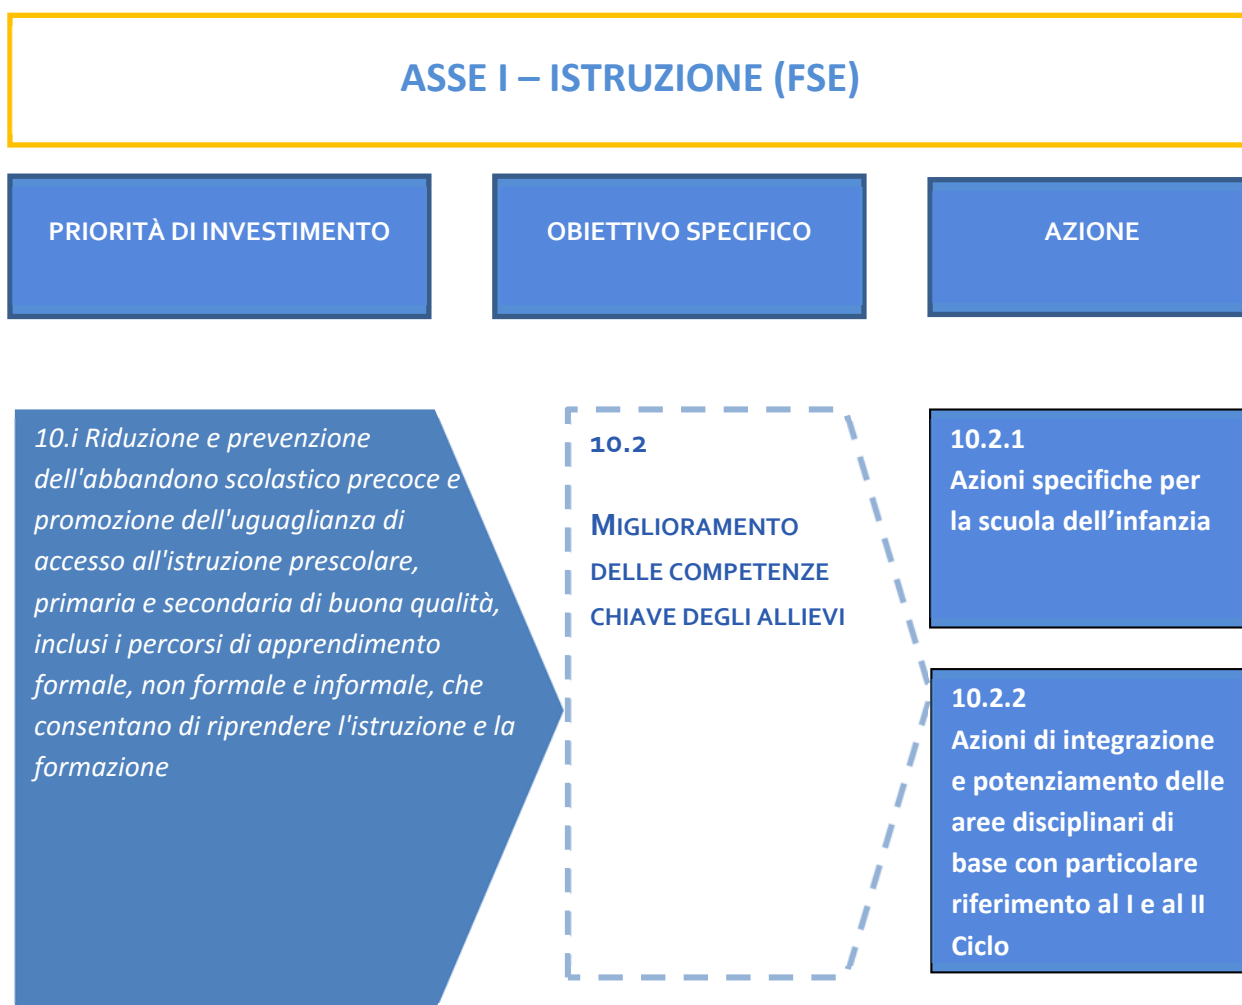 ASSE I – ISTRUZIONE (FSE)
PRIORITÀ DI INVESTIMENTO
OBIETTIVO SPECIFICO
AZIONE
10.i Riduzione e prevenzione
dell'abbandono scolastico precoce e
promozione dell'uguaglianza di
accesso all'istruzione prescolare,
primaria e secondaria di buona qualità,
inclusi i percorsi di apprendimento
formale, non formale e informale, che
consentano di riprendere l'istruzione e la
formazione
10.2
MIGLIORAMENTO
DELLE COMPETENZE
CHIAVE DEGLI ALLIEVI
10.2.1
Azioni specifiche per
la scuola dell’infanzia
10.2.2
Azioni di integrazione
e potenziamento delle
aree disciplinari di
base con particolare
riferimento al I e al II
Ciclo